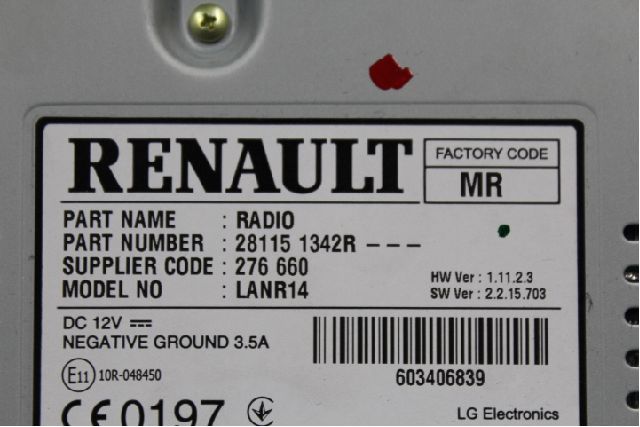 RENAULT
FACTORY CODE
MR
PART NAME : RADIO
PART NUMBER : 28115 1342R – – –
SUPPLIER CODE : 276 660
MODEL NO : LANR14
HW Ver : 1.11.2.3
SW Ver : 2.2.15.703
DC 12V ⎓
NEGATIVE GROUND 3.5A
E11 10R-048450
603406839
CE 0197
LG Electronics